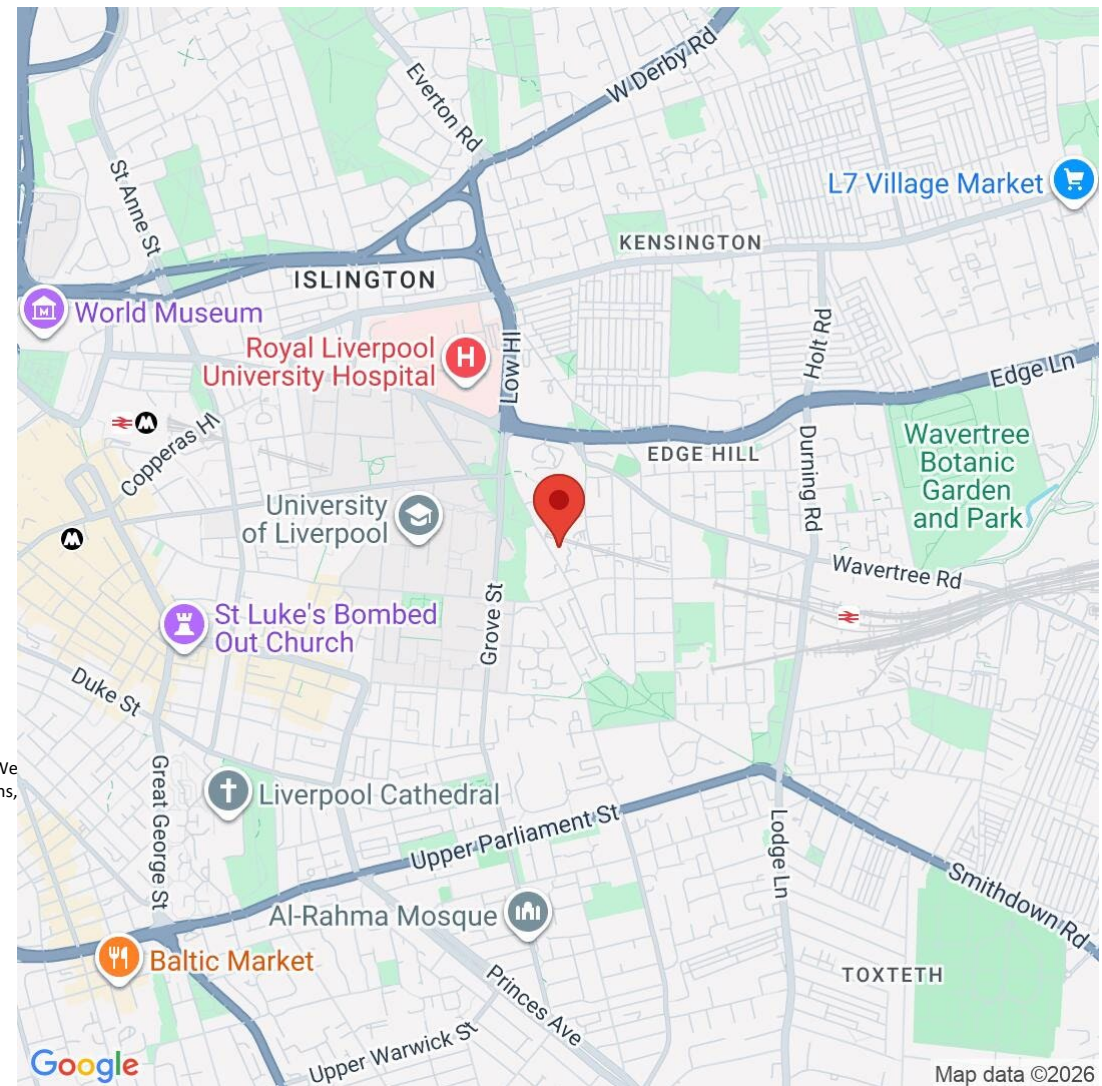 W Derby Rd
Everton Rd
St Anne St
L7 Village Market
KENSINGTON
ISLINGTON
World Museum
Royal Liverpool
University Hospital
H
Low Hl
Holt Rd
Edge Ln
Copperas Hl
EDGE HILL
Wavertree
Botanic
Garden
and Park
Durning Rd
University
of Liverpool
Wavertree Rd
Grove St
St Luke's Bombed
Out Church
Duke St
Great George St
Liverpool Cathedral
Upper Parliament St
Lodge Ln
Smithdown Rd
Al-Rahma Mosque
Baltic Market
TOXTETH
Princes Ave
Upper Warwick St
Google
Map data ©2026